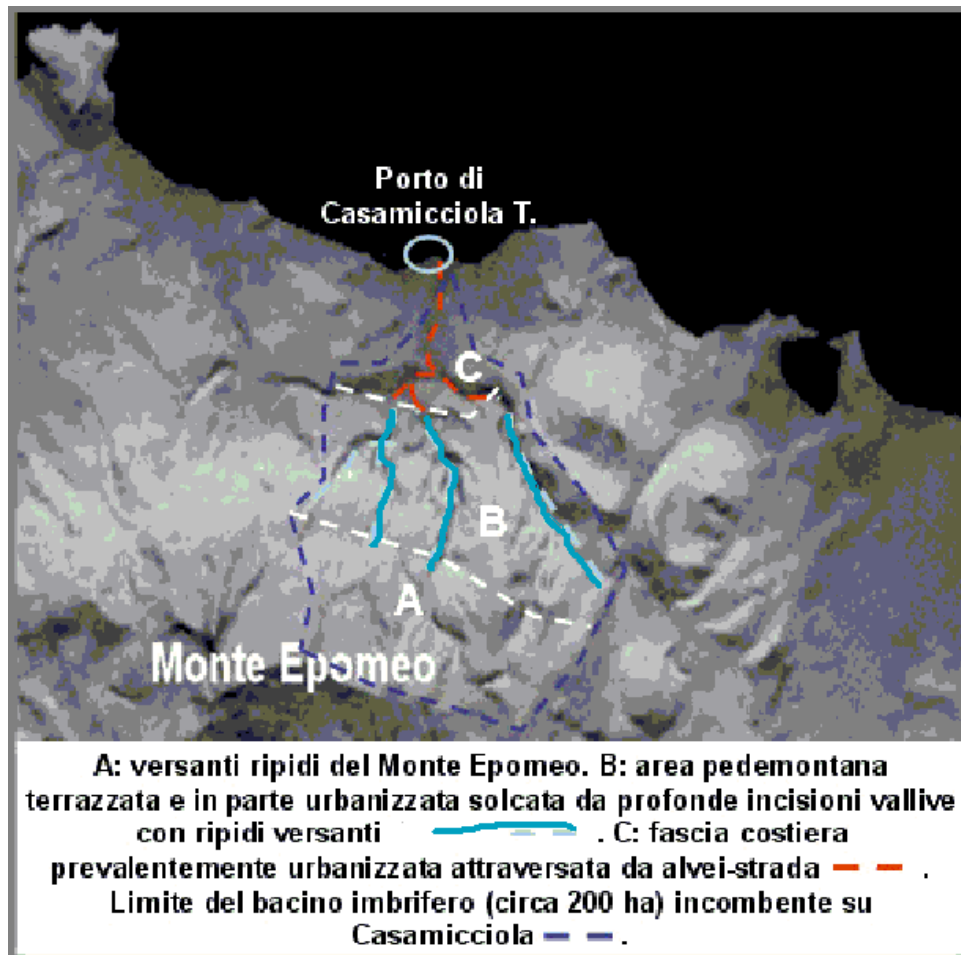 Porto di
Casamicciola T.
C
B
A
Monte Epomeo
A: versanti ripidi del Monte Epomeo. B: area pedemontana
terrazzata e in parte urbanizzata solcata da profonde incisioni vallive
con ripidi versanti . C: fascia costiera
prevalentemente urbanizzata attraversata da alvei-strada .
Limite del bacino imbrifero (circa 200 ha) incombente su
Casamicciola .